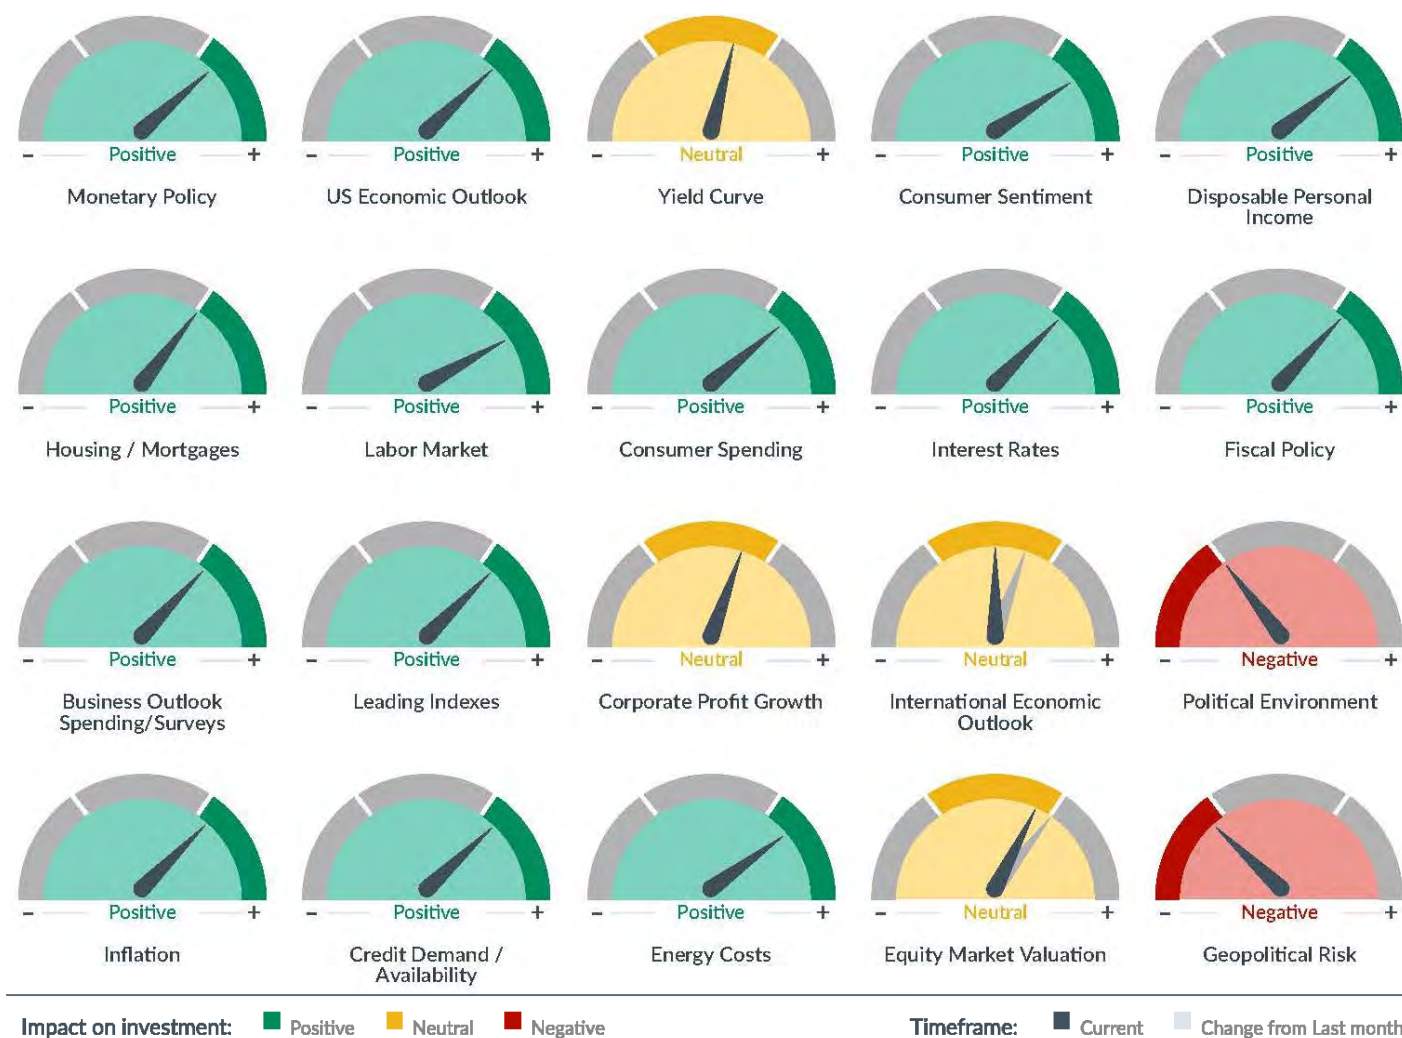 - Positive +
- Positive +
- Neutral +
- Positive +
- Positive +
Monetary Policy
US Economic Outlook
Yield Curve
Consumer Sentiment
Disposable Personal
Income
- Positive +
- Positive +
- Positive +
- Positive +
- Positive +
Housing / Mortgages
Labor Market
Consumer Spending
Interest Rates
Fiscal Policy
- Positive +
- Positive +
- Neutral +
- Neutral +
- Negative +
Business Outlook
Spending/Surveys
Leading Indexes
Corporate Profit Growth
International Economic
Outlook
Political Environment
- Positive +
- Positive +
- Positive +
- Neutral +
- Negative +
Inflation
Credit Demand /
Availability
Energy Costs
Equity Market Valuation
Geopolitical Risk
Impact on investment: Positive Neutral Negative
Timeframe: Current Change from Last month